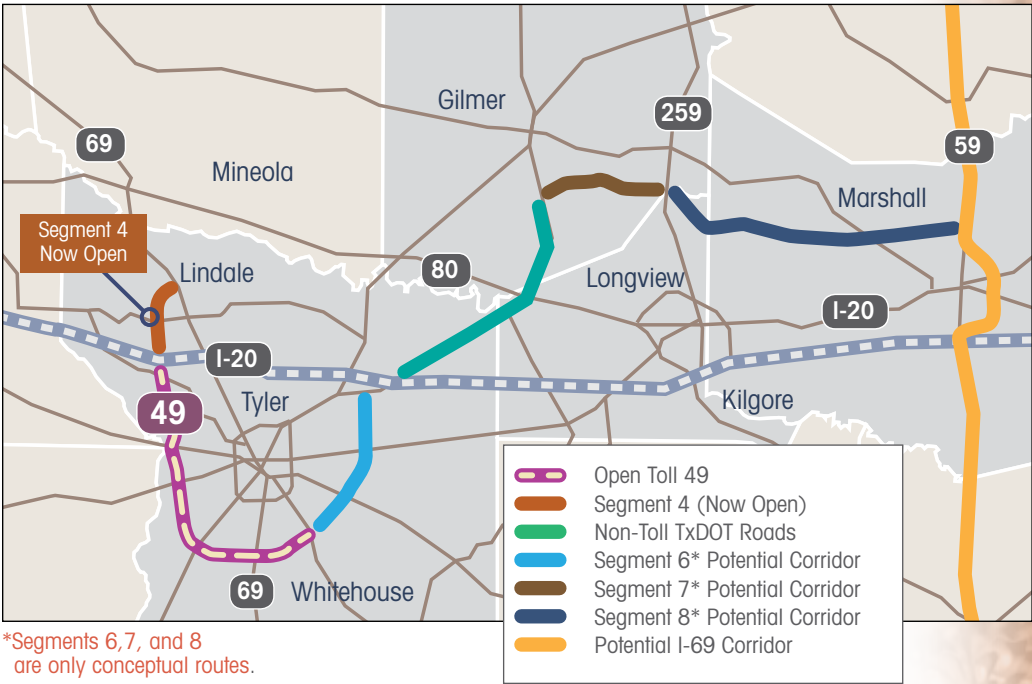 Gilmer
259
69
59
Mineola
Marshall
Segment 4
Now Open
Lindale
80
Longview
I-20
I-20
Tyler
49
Kilgore
69
Whitehouse
Open Toll 49
Segment 4 (Now Open)
Non-Toll TxDOT Roads
Segment 6* Potential Corridor
Segment 7* Potential Corridor
Segment 8* Potential Corridor
Potential I-69 Corridor
*Segments 6,7, and 8
are only conceptual routes.